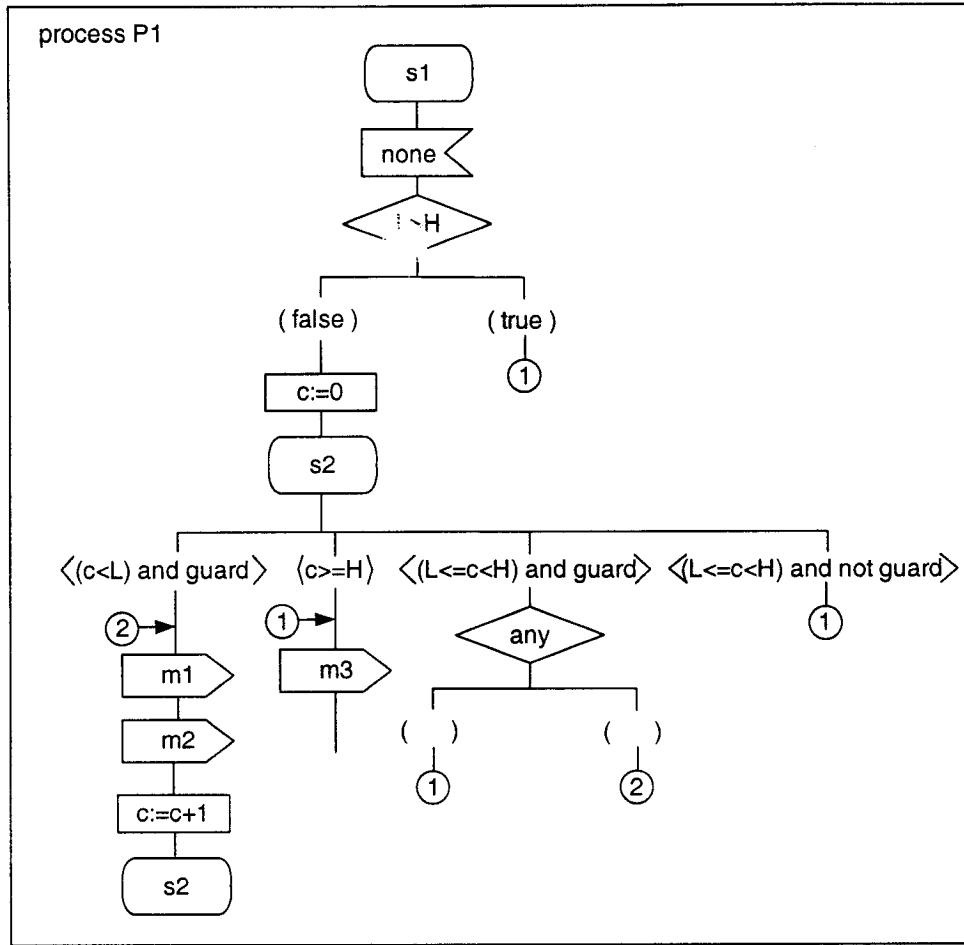 process P1
s1
none
H
( false )
( true )
1
c:=0
s2
<(c<L) and guard>
<c>=H>
<(L<=c<H) and guard>
<(L<=c<H) and not guard>
2
1
1
m1
m3
any
m2
( )
( )
1
2
c:=c+1
s2